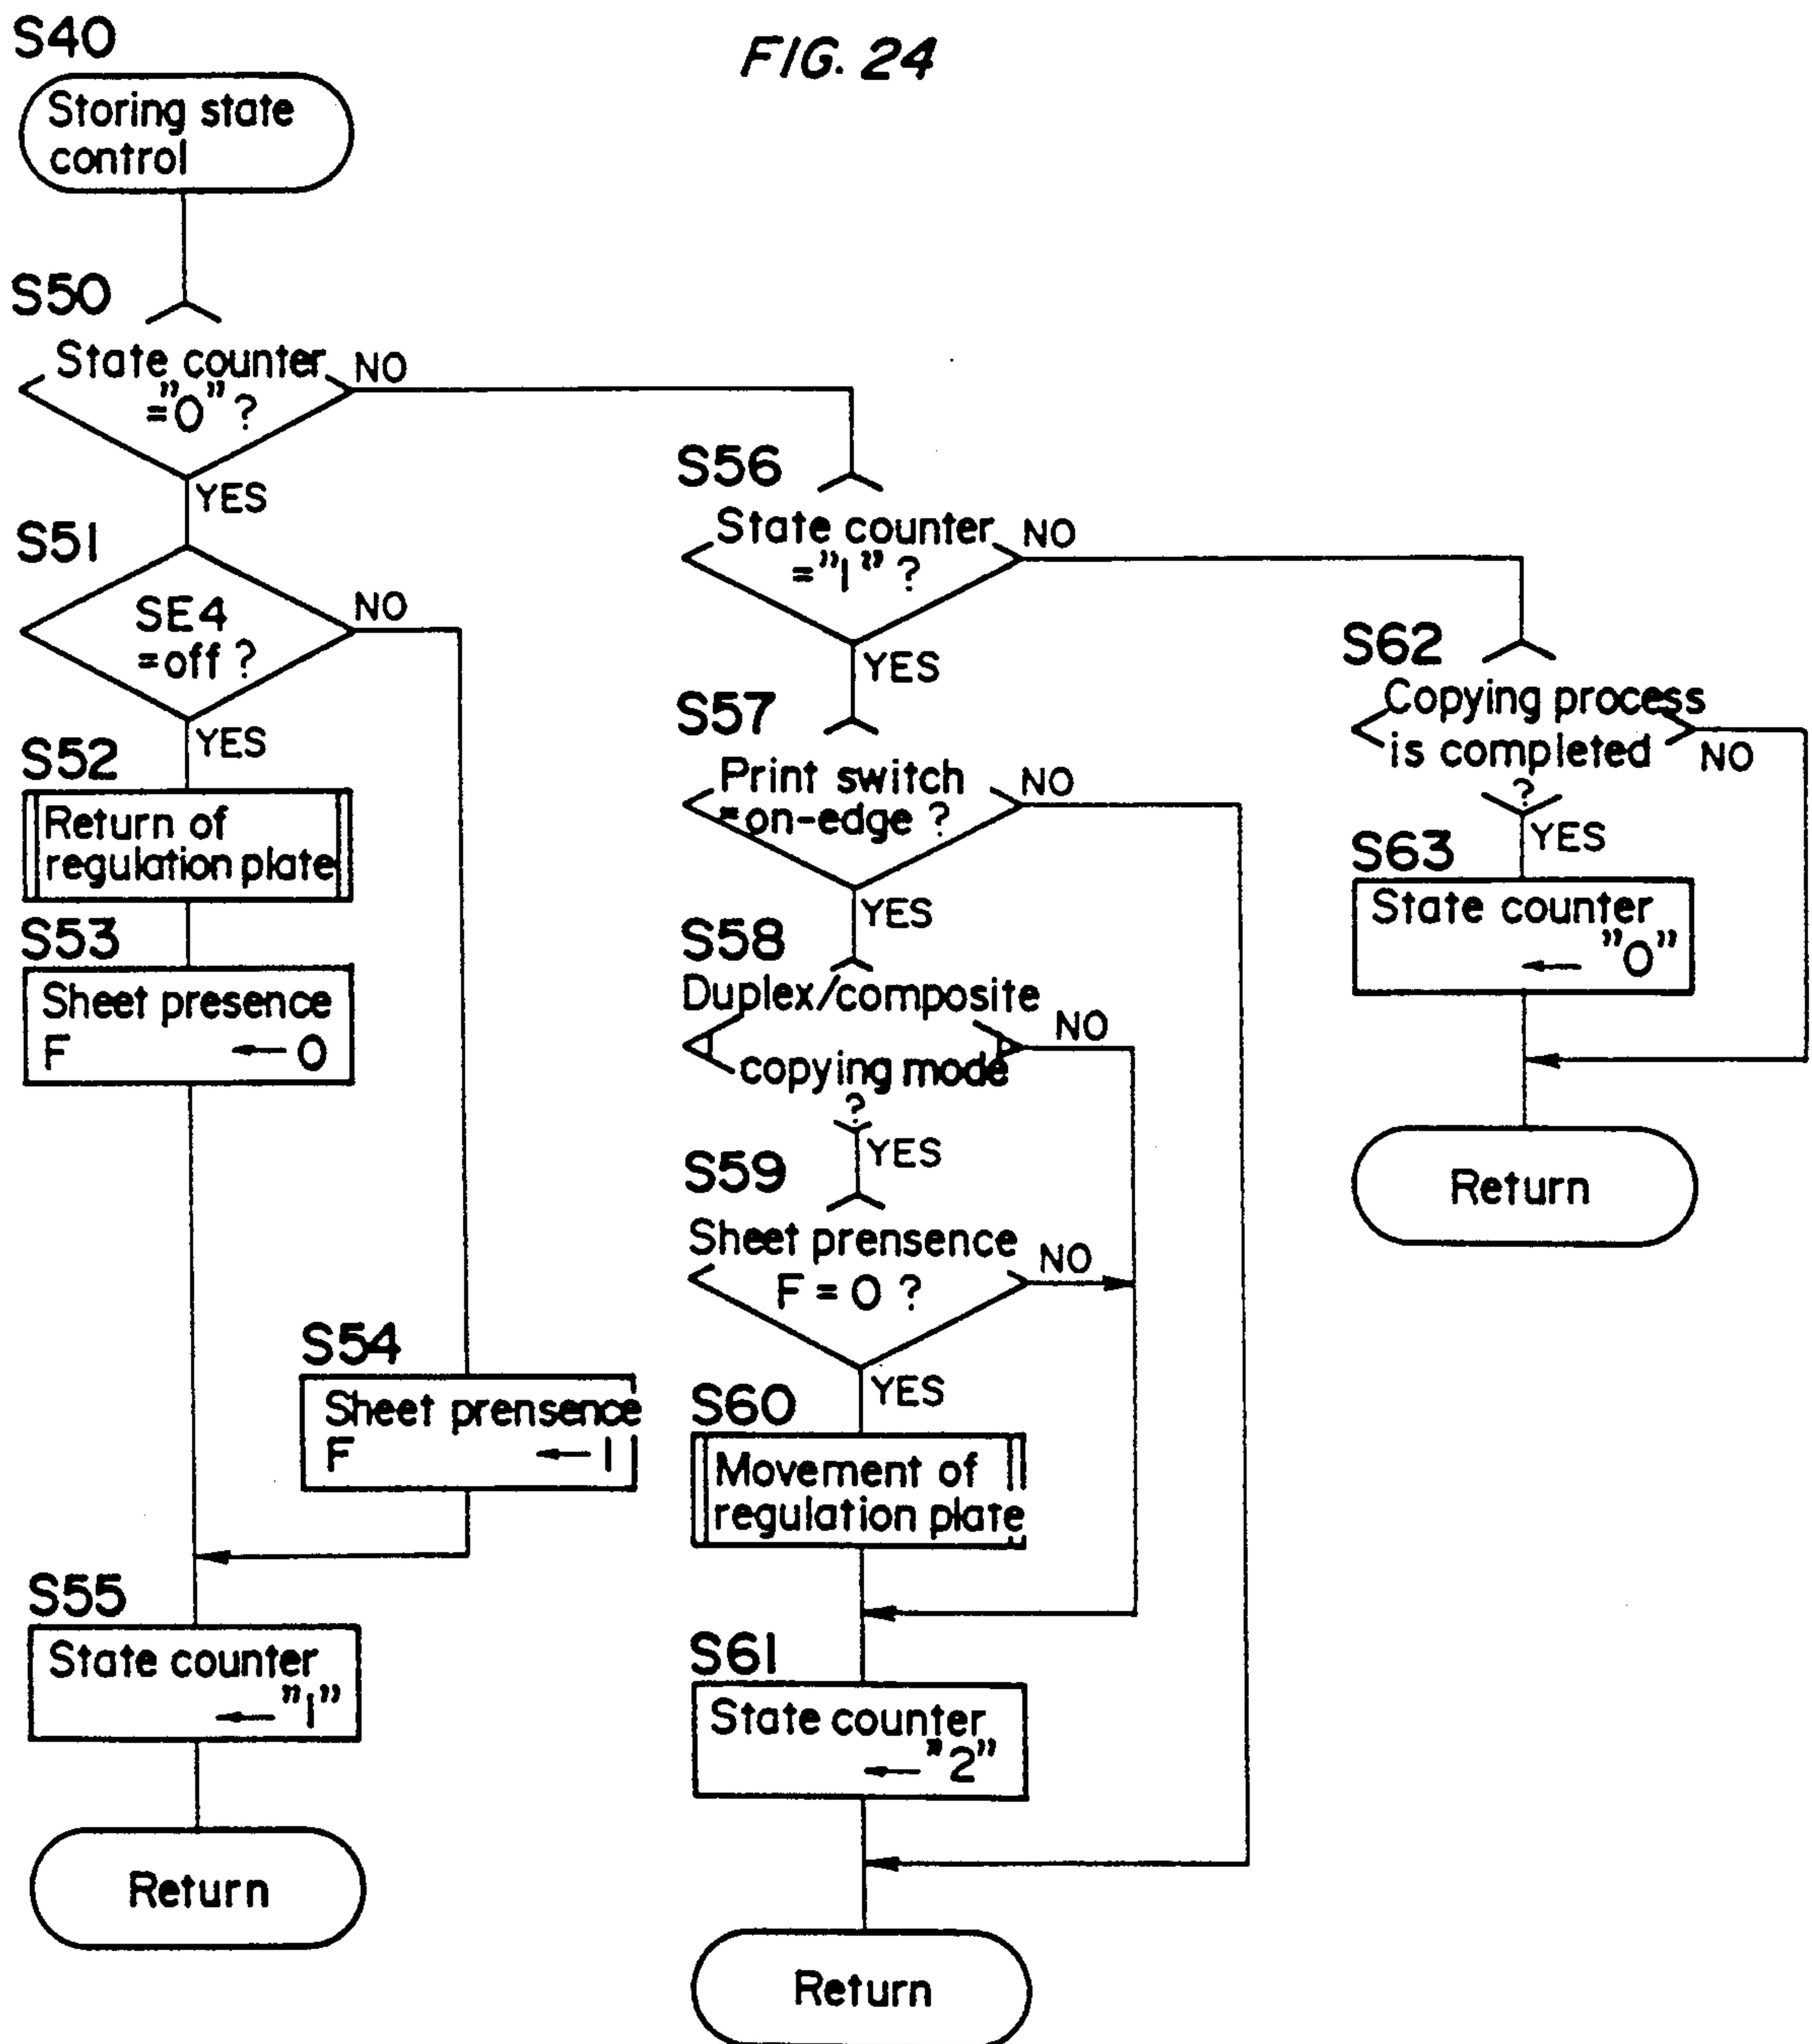 FIG. 24
S40
Storing state
control
S50
State counter
="0" ?
NO
YES
S51
SE4
=off ?
NO
YES
S52
Return of
regulation plate
S53
Sheet presence
F ← 0
S54
Sheet prensence
F ← 1
S55
State counter
← "1"
Return
S56
State counter
="1" ?
NO
YES
S57
Print switch
=on-edge ?
NO
YES
S58
Duplex/composite
copying mode
?
NO
YES
S59
Sheet prensence
F = 0 ?
NO
YES
S60
Movement of
regulation plate
S61
State counter
← "2"
Return
S62
Copying process
is completed
?
NO
YES
S63
State counter
← "0"
Return